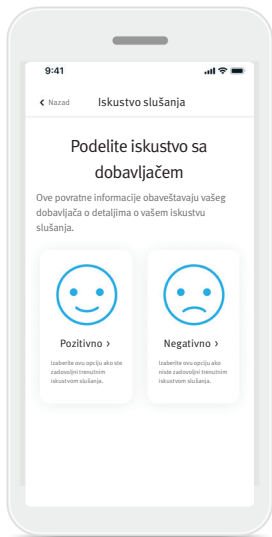 9:41
Nazad
Iskustvo slušanja
Podelite iskustvo sa
dobavljačem
Ove povratne informacije obaveštavaju vašeg
dobavljača o detaljima o vašem iskustvu
slušanja.
Pozitivno ›
Izaberite ovu opciju ako ste
zadovoljni trenutnim
iskustvom slušanja.
Negativno ›
Izaberite ovu opciju ako
niste zadovoljni trenutnim
iskustvom slušanja.